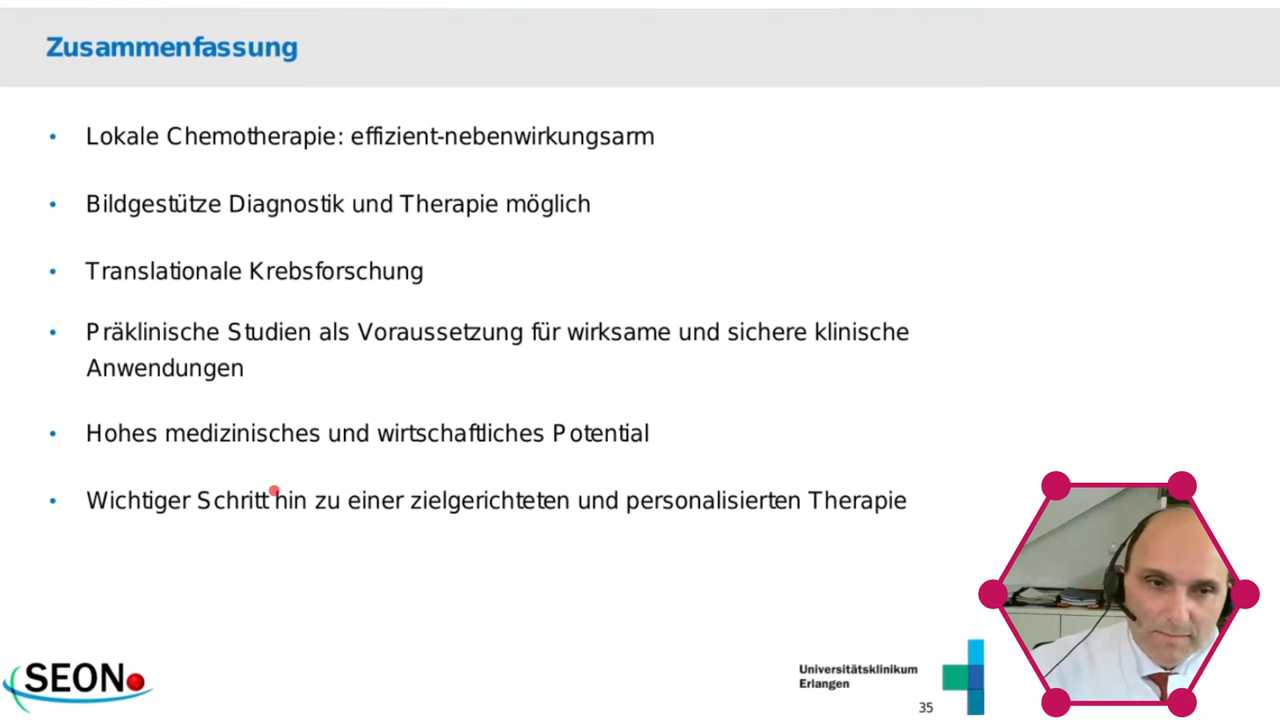 Zusammenfassung
• Lokale Chemotherapie: effizient-nebenwirkungsarm
• Bildgestütze Diagnostik und Therapie möglich
• Translationale Krebsforschung
• Präklinische Studien als Voraussetzung für wirksame und sichere klinische
Anwendungen
• Hohes medizinisches und wirtschaftliches Potential
• Wichtiger Schritt hin zu einer zielgerichteten und personalisierten Therapie
SEON
Universitätsklinikum
Erlangen
35